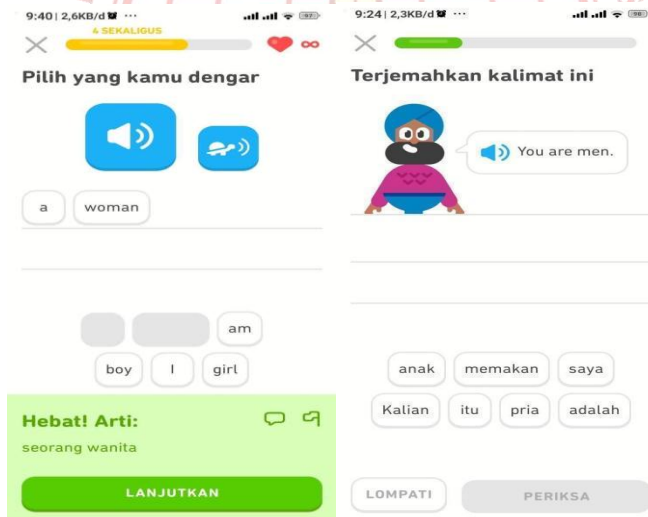 9:40 | 2,6KB/d ...
97
4 SEKALIGUS
Pilih yang kamu dengar
a woman
am
boy I girl
Hebat! Arti:
seorang wanita
LANJUTKAN
9:24 | 2,3KB/d ...
98
Terjemahkan kalimat ini
You are men.
anak memakan saya
Kalian itu pria adalah
LOMPATI PERIKSA